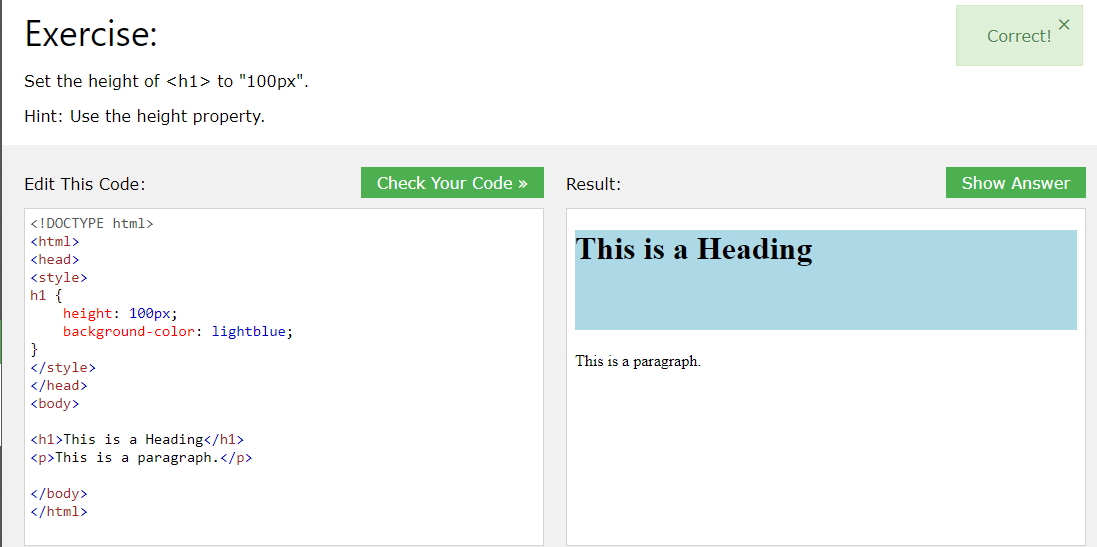 Exercise:
Correct!
×
Set the height of <h1> to "100px".
Hint: Use the height property.
Edit This Code:
Check Your Code »
<!DOCTYPE html>
<html>
<head>
<style>
h1 {
    height: 100px;
    background-color: lightblue;
}
</style>
</head>
<body>

<h1>This is a Heading</h1>
<p>This is a paragraph.</p>

</body>
</html>
Result:
Show Answer
This is a Heading
This is a paragraph.